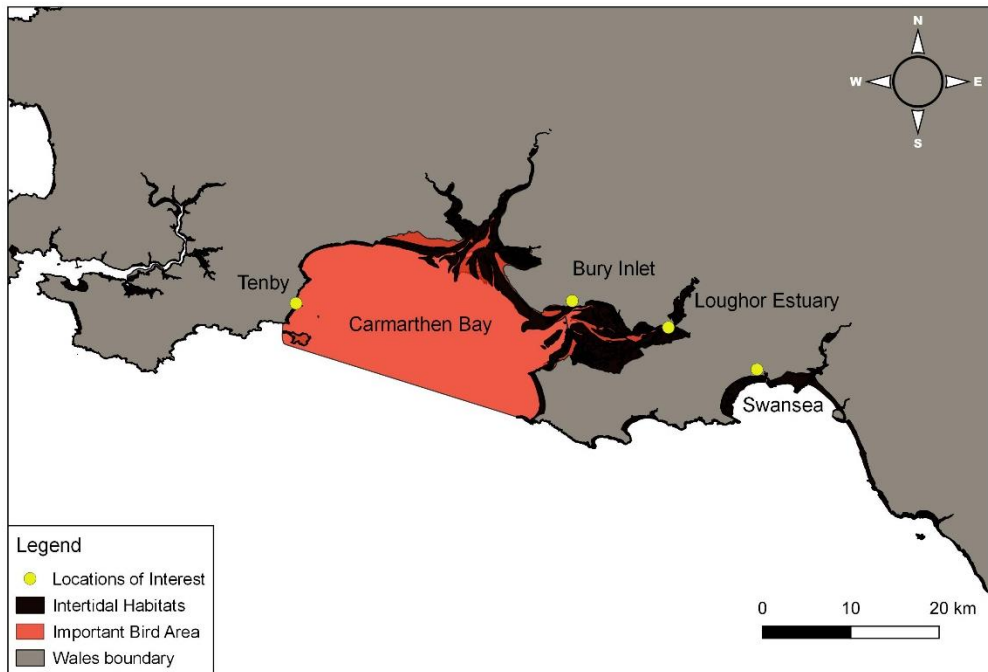 N
W E
S
Tenby
Bury Inlet
Loughor Estuary
Carmarthen Bay
Swansea
Legend
Locations of Interest
Intertidal Habitats
Important Bird Area
Wales boundary
0 10 20 km